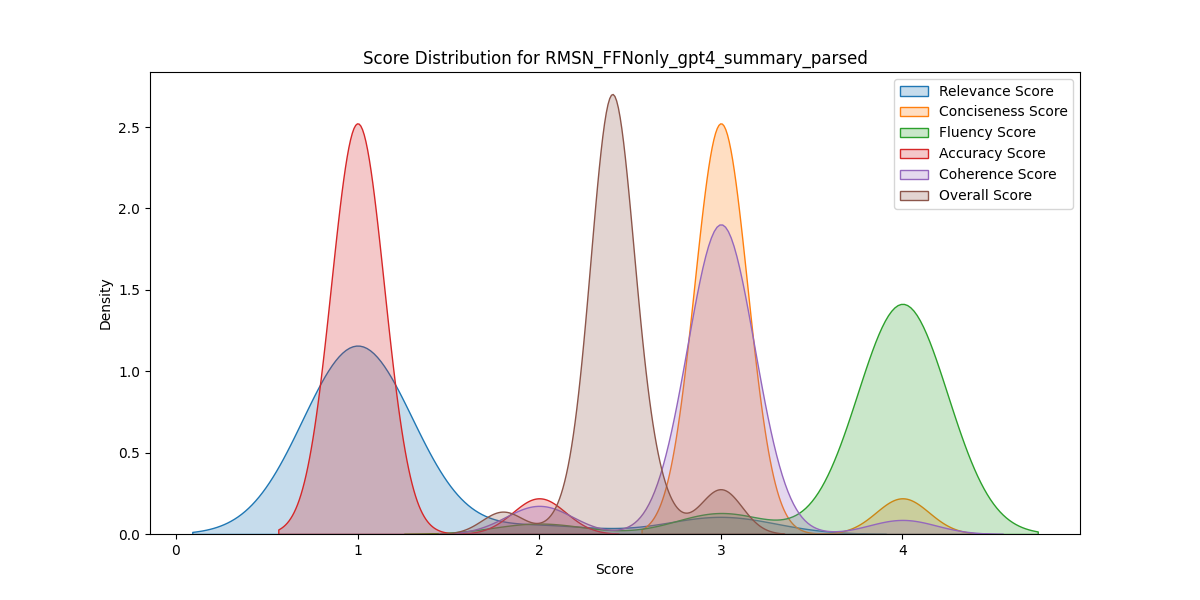 Score Distribution for RMSN_FFNonly_gpt4_summary_parsed
Relevance Score
Conciseness Score
Fluency Score
Accuracy Score
Coherence Score
Overall Score
2.5
2.0
1.5
1.0
0.5
0.0
Density
0 1 2 3 4
Score